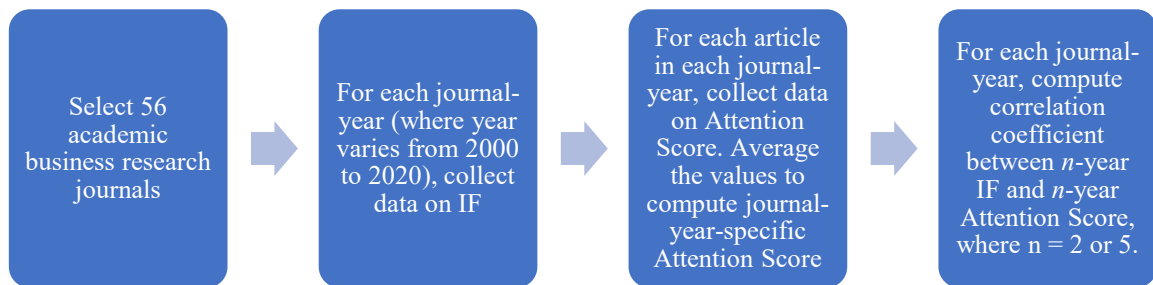 Select 56
academic
business research
journals
For each journal-
year (where year
varies from 2000
to 2020), collect
data on IF
For each article
in each journal-
year, collect data
on Attention
Score. Average
the values to
compute journal-
year-specific
Attention Score
For each journal-
year, compute
correlation
coefficient
between n-year
IF and n-year
Attention Score,
where n = 2 or 5.